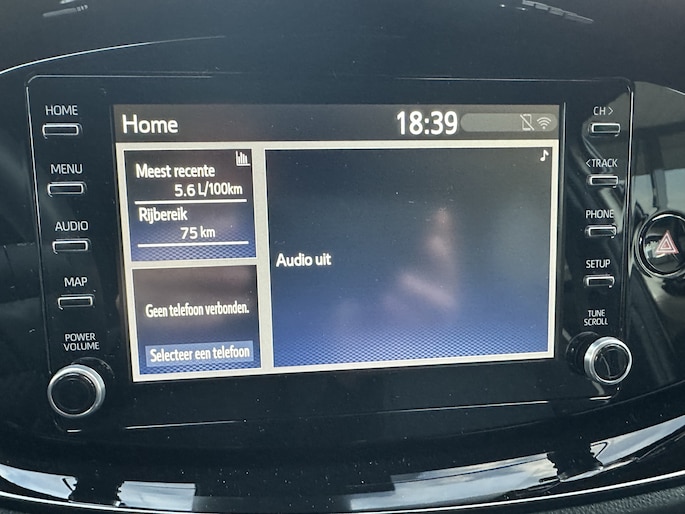 HOME
MENU
AUDIO
MAP
POWER
VOLUME
Home
18:39
Meest recente
5.6 L/100km
Rijbereik
75 km
Geen telefoon verbonden.
Selecteer een telefoon
Audio uit
CH >
< TRACK
PHONE
SETUP
TUNE
SCROLL